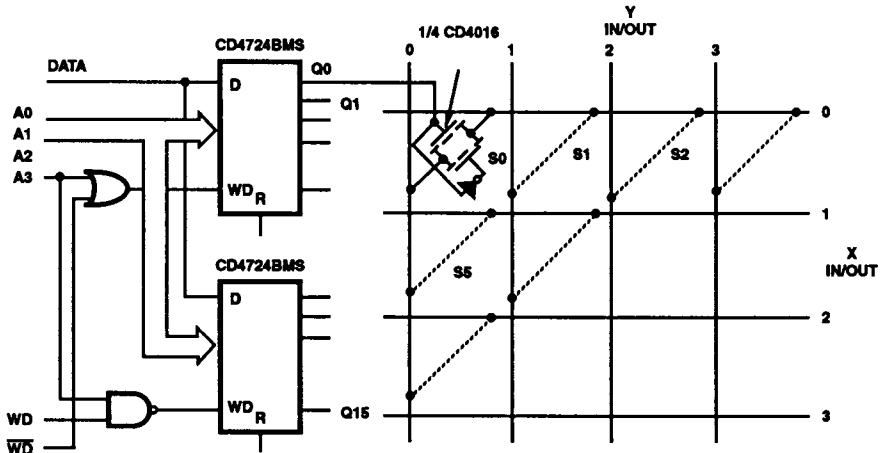 Y
IN/OUT
1/4 CD4016
0 1 2 3
CD4724BMS
DATA
D
Q0
Q1
A0
A1
A2
A3
WD
R
0
S0
S1
S2
1
X
IN/OUT
CD4724BMS
D
S5
2
WD
R
Q15
3
WD
WD